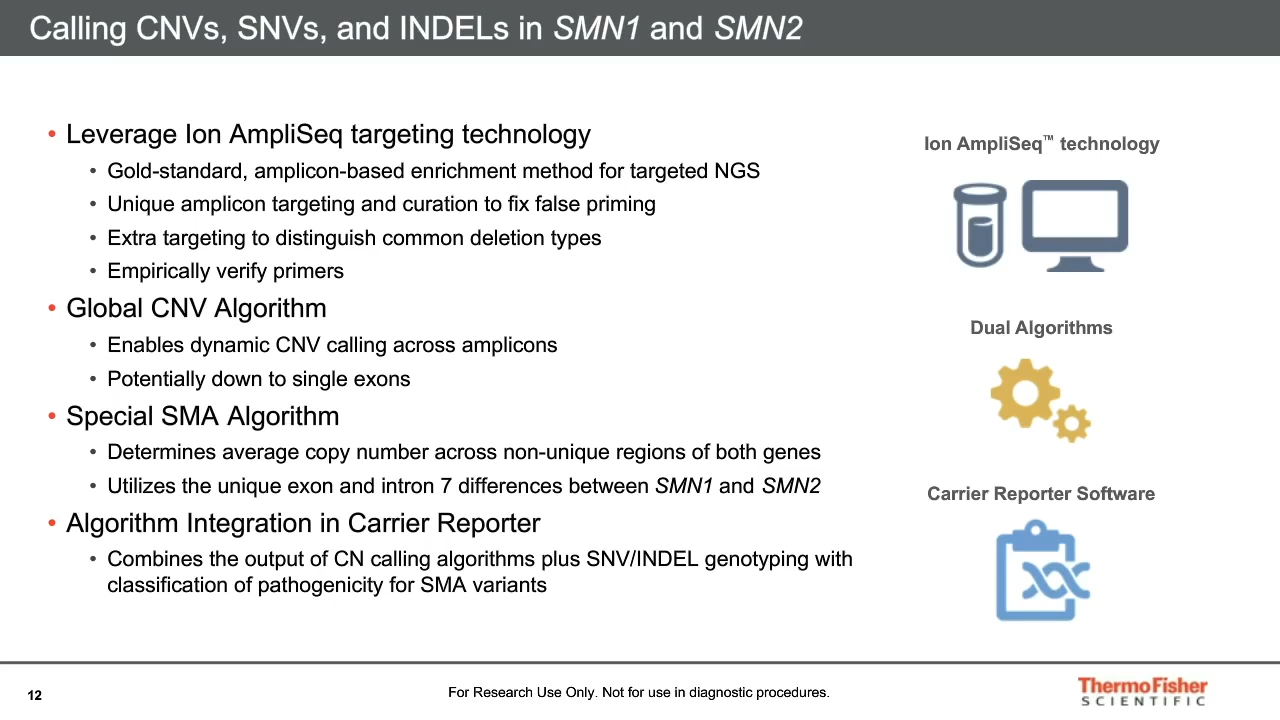 Calling CNVs, SNVs, and INDELs in SMN1 and SMN2
• Leverage Ion AmpliSeq targeting technology
• Gold-standard, amplicon-based enrichment method for targeted NGS
• Unique amplicon targeting and curation to fix false priming
• Extra targeting to distinguish common deletion types
• Empirically verify primers
• Global CNV Algorithm
• Enables dynamic CNV calling across amplicons
• Potentially down to single exons
• Special SMA Algorithm
• Determines average copy number across non-unique regions of both genes
• Utilizes the unique exon and intron 7 differences between SMN1 and SMN2
• Algorithm Integration in Carrier Reporter
• Combines the output of CN calling algorithms plus SNV/INDEL genotyping with
classification of pathogenicity for SMA variants
Ion AmpliSeq™ technology
Dual Algorithms
Carrier Reporter Software
12
For Research Use Only. Not for use in diagnostic procedures.
ThermoFisher
SCIENTIFIC